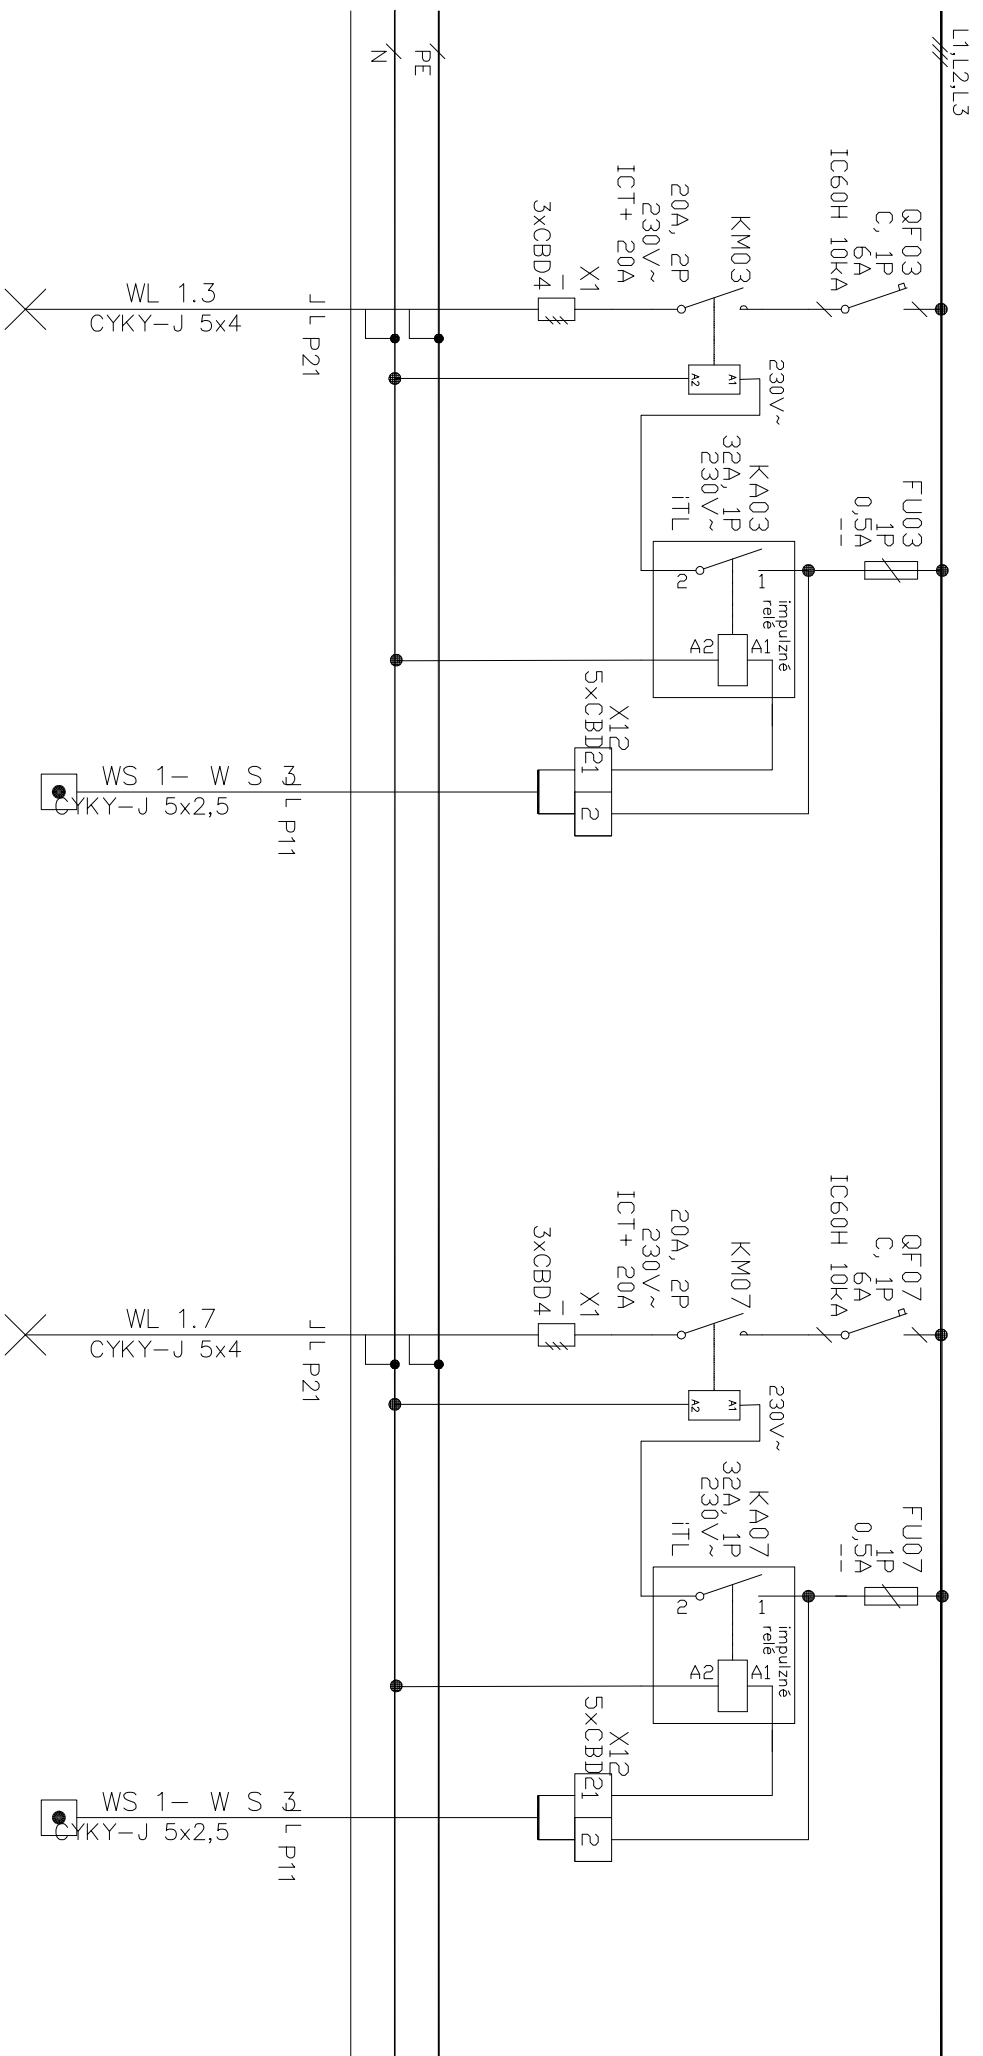 L1,L2,L3
N
PE
QF03
C, 1P
6A
IC60H 10kA
KM03
20A, 2P
230V~
ICT+ 20A
X1
-
3xCBD4
WL 1.3
CYKY-J 5x4
P21
230V~
A1
A2
FU03
1P
0,5A
--
KA03
32A, 1P
230V~
iTL
1
2
impulzné
relé
A1
A2
X12
5xCBD2
1
2
WS 1- W S 3
CYKY-J 5x2,5
P11
QF07
C, 1P
6A
IC60H 10kA
KM07
20A, 2P
230V~
ICT+ 20A
X1
-
3xCBD4
WL 1.7
CYKY-J 5x4
P21
230V~
A1
A2
FU07
1P
0,5A
--
KA07
32A, 1P
230V~
iTL
1
2
impulzné
relé
A1
A2
X12
5xCBD2
1
2
WS 1- W S 3
CYKY-J 5x2,5
P11